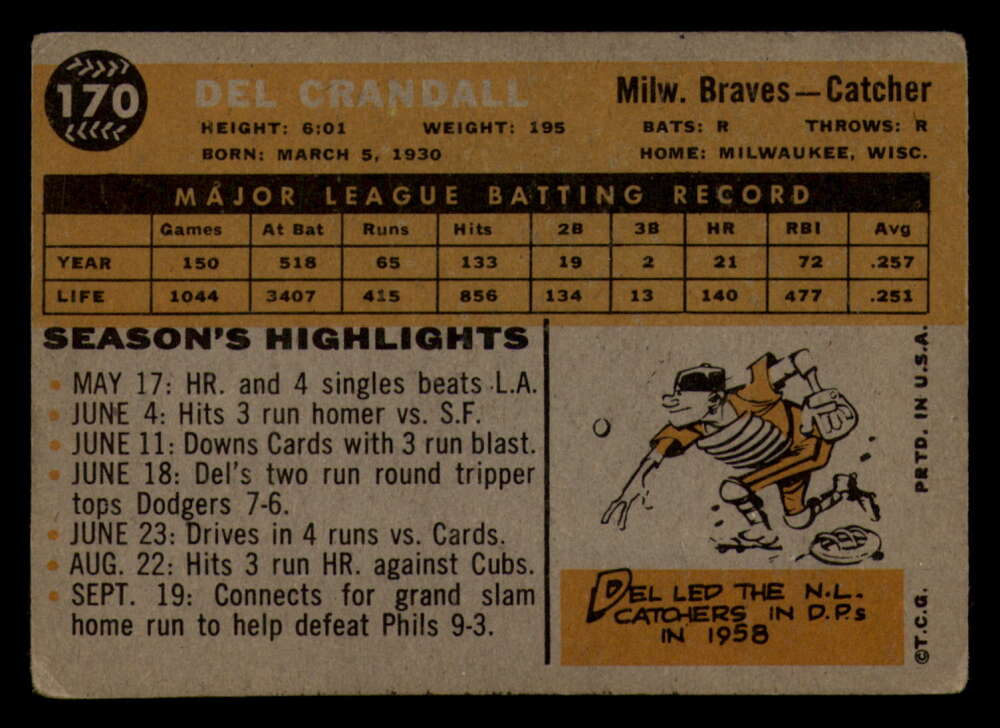 170
DEL CRANDALL
Milw. Braves—Catcher
HEIGHT: 6:01 WEIGHT: 195 BATS: R THROWS: R
BORN: MARCH 5, 1930 HOME: MILWAUKEE, WISC.
MAJOR LEAGUE BATTING RECORD
Games At Bat Runs Hits 2B 3B HR RBI Avg
YEAR 150 518 65 133 19 2 21 72 .257
LIFE 1044 3407 415 856 134 13 140 477 .251
SEASON'S HIGHLIGHTS
• MAY 17: HR. and 4 singles beats L.A.
• JUNE 4: Hits 3 run homer vs. S.F.
• JUNE 11: Downs Cards with 3 run blast.
• JUNE 18: Del's two run round tripper
tops Dodgers 7-6.
• JUNE 23: Drives in 4 runs vs. Cards.
• AUG. 22: Hits 3 run HR. against Cubs.
• SEPT. 19: Connects for grand slam
home run to help defeat Phils 9-3.
DEL LED THE N.L.
CATCHERS IN D.P.s
IN 1958
©T.C.G. PRTD. IN U.S.A.